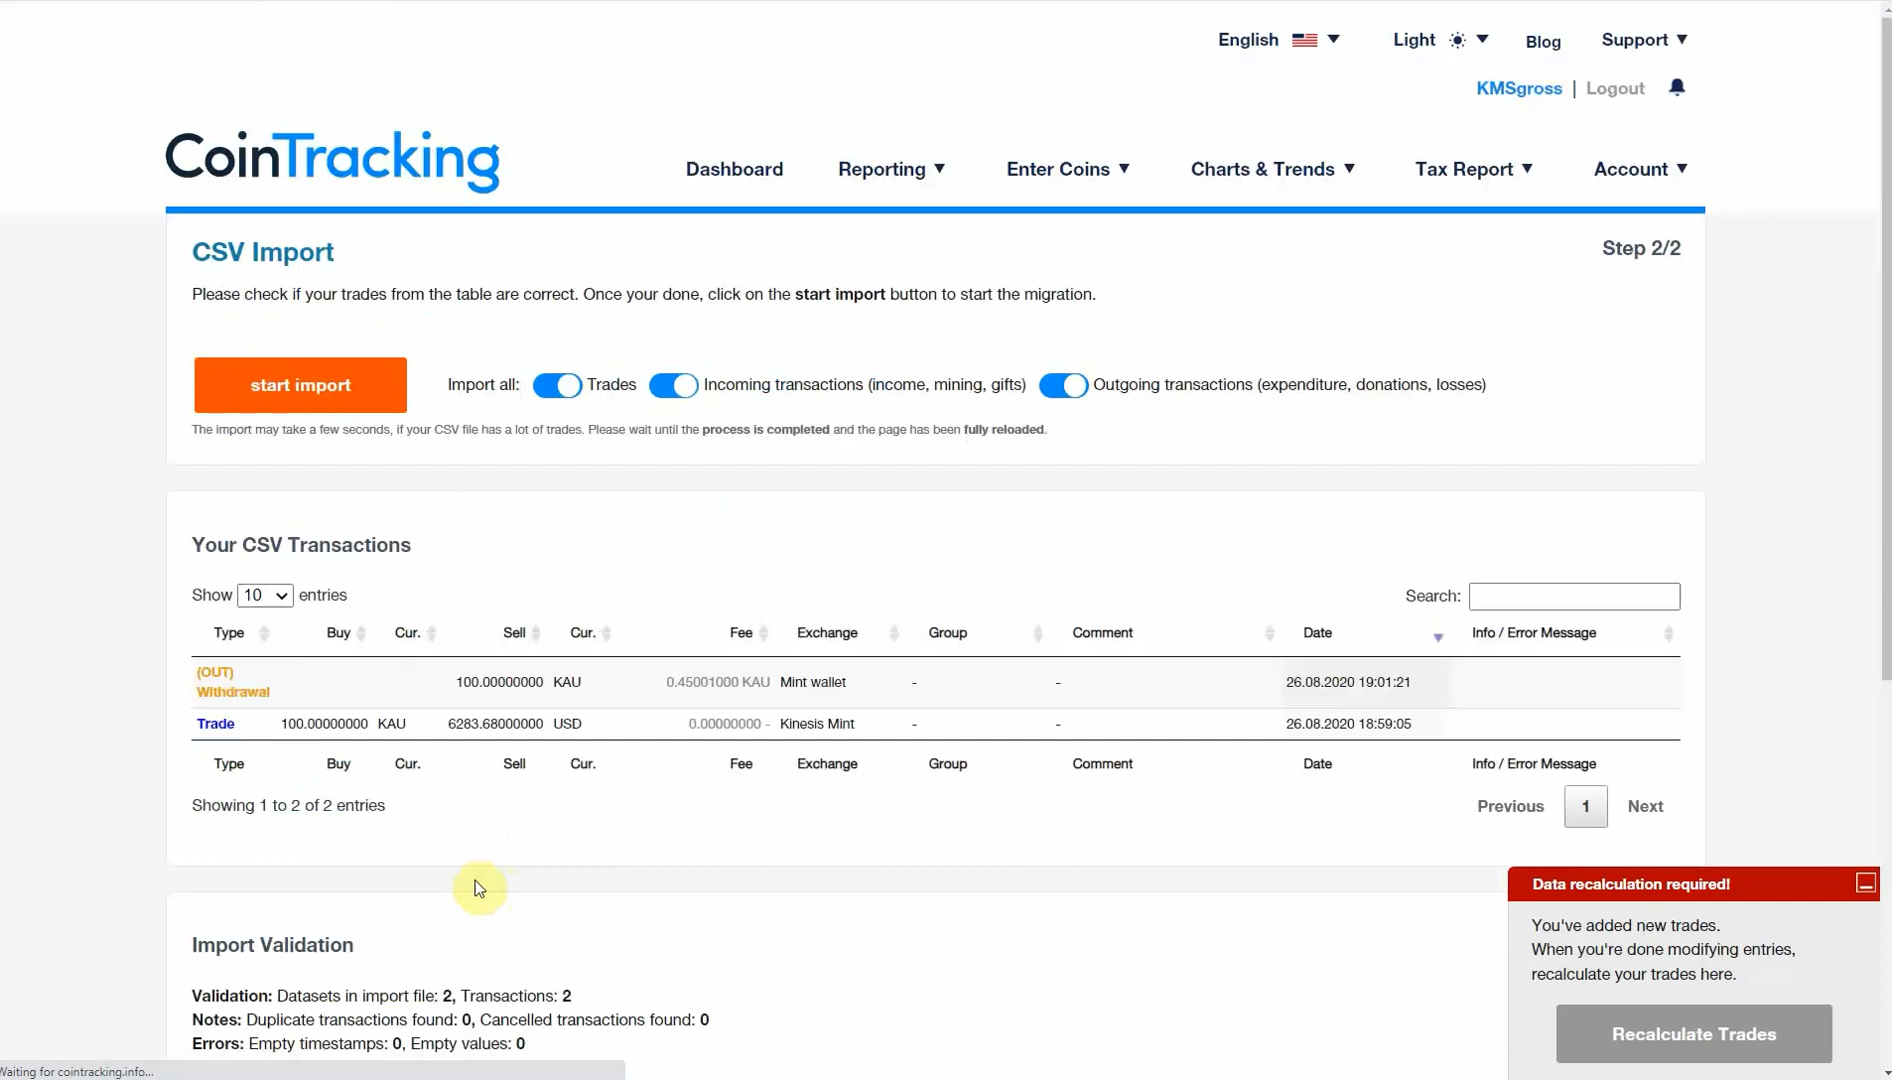 English
Light
Blog
Support
KMSgross | Logout
CoinTracking
Dashboard
Reporting
Enter Coins
Charts & Trends
Tax Report
Account
CSV Import
Step 2/2
Please check if your trades from the table are correct. Once your done, click on the start import button to start the migration.
start import
Import all:
Trades
Incoming transactions (income, mining, gifts)
Outgoing transactions (expenditure, donations, losses)
The import may take a few seconds, if your CSV file has a lot of trades. Please wait until the process is completed and the page has been fully reloaded.
Your CSV Transactions
Show 10 entries
Search:
Type Buy Cur. Sell Cur. Fee Exchange Group Comment Date Info / Error Message
(OUT)
Withdrawal
100.00000000 KAU 0.45001000 KAU Mint wallet - - 26.08.2020 19:01:21
Trade 100.00000000 KAU 6283.68000000 USD 0.00000000 - Kinesis Mint - - 26.08.2020 18:59:05
Type Buy Cur. Sell Cur. Fee Exchange Group Comment Date Info / Error Message
Showing 1 to 2 of 2 entries
Previous 1 Next
Import Validation
Validation: Datasets in import file: 2, Transactions: 2
Notes: Duplicate transactions found: 0, Cancelled transactions found: 0
Errors: Empty timestamps: 0, Empty values: 0
Data recalculation required!
You've added new trades.
When you're done modifying entries,
recalculate your trades here.
Recalculate Trades
Waiting for cointracking.info...